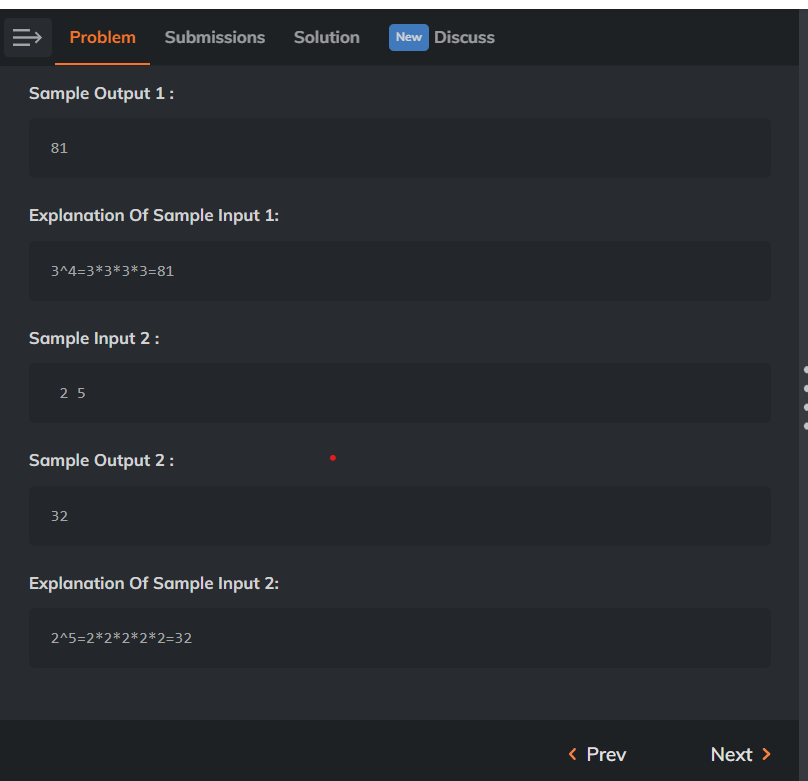 Problem Submissions Solution New Discuss
Sample Output 1 :
81
Explanation Of Sample Input 1:
3^4=3*3*3*3=81
Sample Input 2 :
2 5
Sample Output 2 :
32
Explanation Of Sample Input 2:
2^5=2*2*2*2*2=32
Prev Next